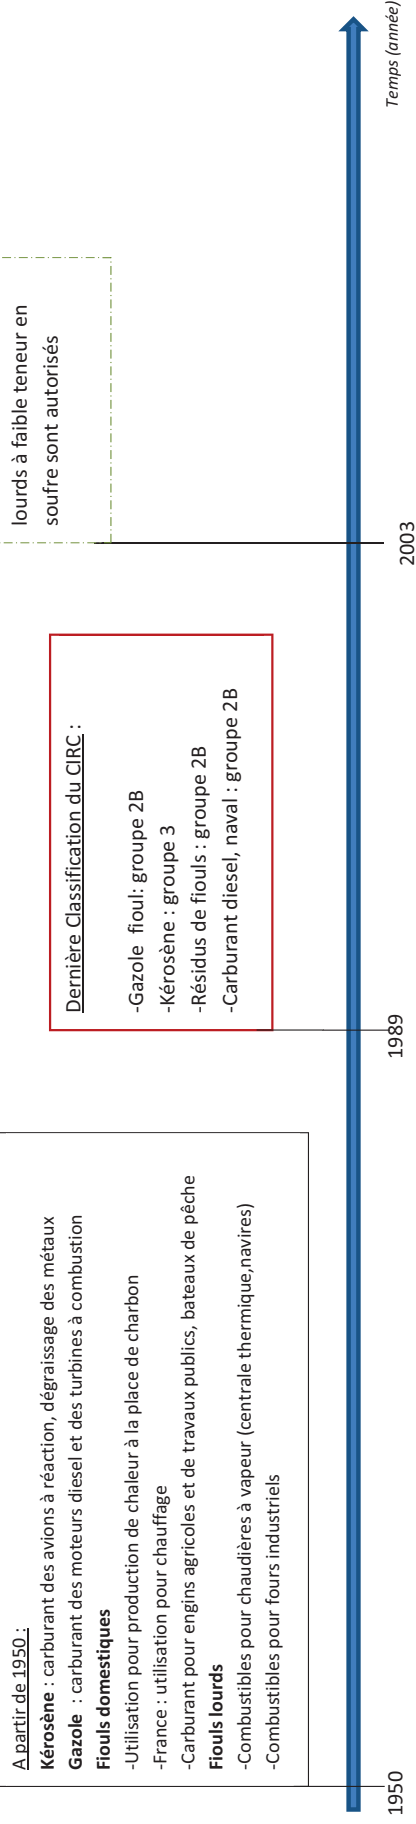 A partir de 1950 :
Kérosène : carburant des avions à réaction, dégraissage des métaux
Gazole : carburant des moteurs diesel et des turbines à combustion
Fiouls domestiques
-Utilisation pour production de chaleur à la place de charbon
-France : utilisation pour chauffage
-Carburant pour engins agricoles et de travaux publics, bateaux de pêche
Fiouls lourds
-Combustibles pour chaudières à vapeur (centrale thermique,navires)
-Combustibles pour fours industriels
Dernière Classification du CIRC :
-Gazole fioul: groupe 2B
-Kérosène : groupe 3
-Résidus de fiouls : groupe 2B
-Carburant diesel, naval : groupe 2B
lourds à faible teneur en
soufre sont autorisés
1950
1989
2003
Temps (année)